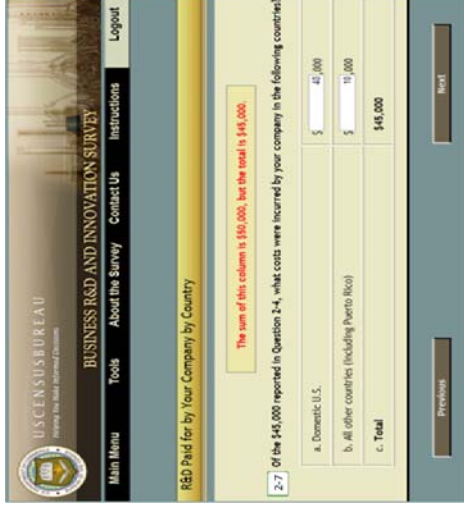 USCENSUSBUREAU
Helping You Make Informed Decisions
BUSINESS R&D AND INNOVATION SURVEY
Main Menu Tools About the Survey Contact Us Instructions Logout
R&D Paid for by Your Company by Country
The sum of this column is $50,000, but the total is $45,000.
2-7 Of the $45,000 reported in Question 2-4, what costs were incurred by your company in the following countries?
a. Domestic U.S. $ 40 ,000
b. All other countries (Including Puerto Rico) $ 10 ,000
c. Total $45,000
Previous Next